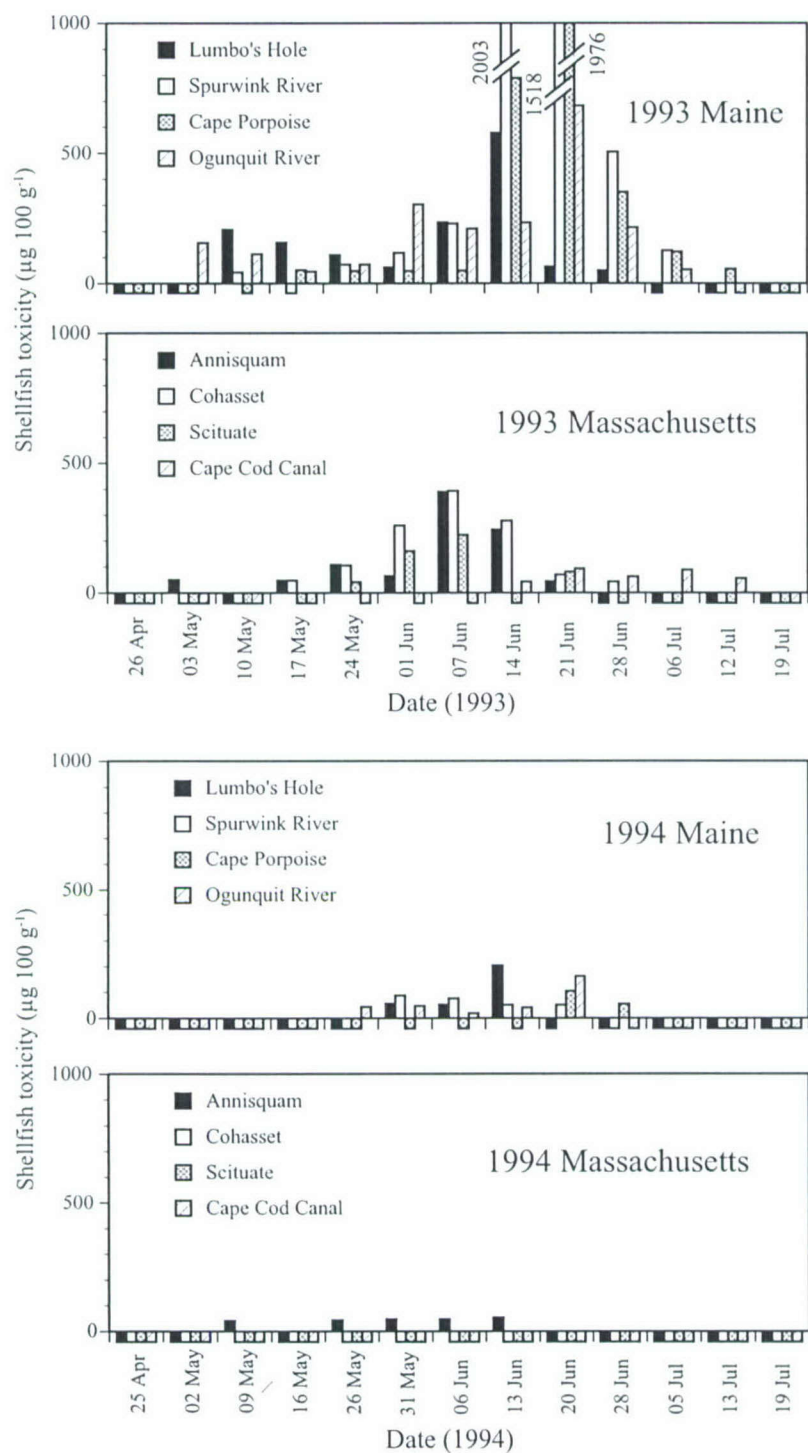 1000
Lumbo's Hole
Spurwink River
Cape Porpoise
Ogunquit River
2003
1518
1976
1993 Maine
500
0
Shellfish toxicity (µg 100 g⁻¹)
1000
Annisquam
Cohasset
Scituate
Cape Cod Canal
1993 Massachusetts
500
0
26 Apr
03 May
10 May
17 May
24 May
01 Jun
07 Jun
14 Jun
21 Jun
28 Jun
06 Jul
12 Jul
19 Jul
Date (1993)
1000
Lumbo's Hole
Spurwink River
Cape Porpoise
Ogunquit River
1994 Maine
500
0
Shellfish toxicity (µg 100 g⁻¹)
1000
Annisquam
Cohasset
Scituate
Cape Cod Canal
1994 Massachusetts
500
0
25 Apr
02 May
09 May
16 May
26 May
31 May
06 Jun
13 Jun
20 Jun
28 Jun
05 Jul
13 Jul
19 Jul
Date (1994)